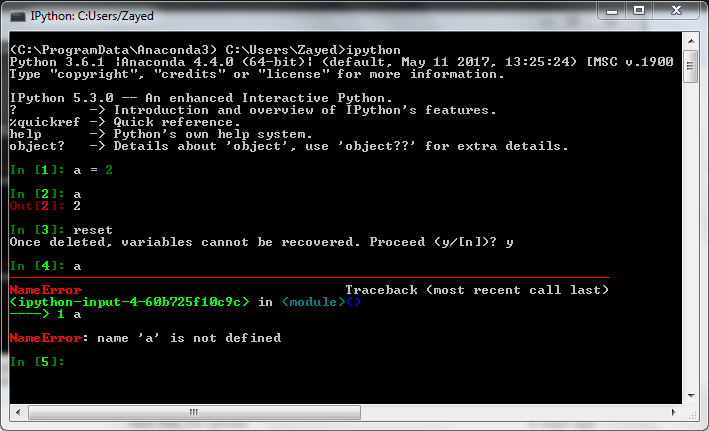 IPython: C:Users/Zayed
(C:\ProgramData\Anaconda3) C:\Users\Zayed>ipython
Python 3.6.1 |Anaconda 4.4.0 (64-bit)| (default, May 11 2017, 13:25:24) [MSC v.1900
Type "copyright", "credits" or "license" for more information.
IPython 5.3.0 -- An enhanced Interactive Python.
?         -> Introduction and overview of IPython's features.
%quickref -> Quick reference.
help      -> Python's own help system.
object?   -> Details about 'object', use 'object??' for extra details.
In [1]: a = 2
In [2]: a
Out[2]: 2
In [3]: reset
Once deleted, variables cannot be recovered. Proceed (y/[n])? y
In [4]: a
---------------------------------------------------------------------------
NameError                                 Traceback (most recent call last)
<ipython-input-4-60b725f10c9c> in <module>()
----> 1 a
NameError: name 'a' is not defined
In [5]: